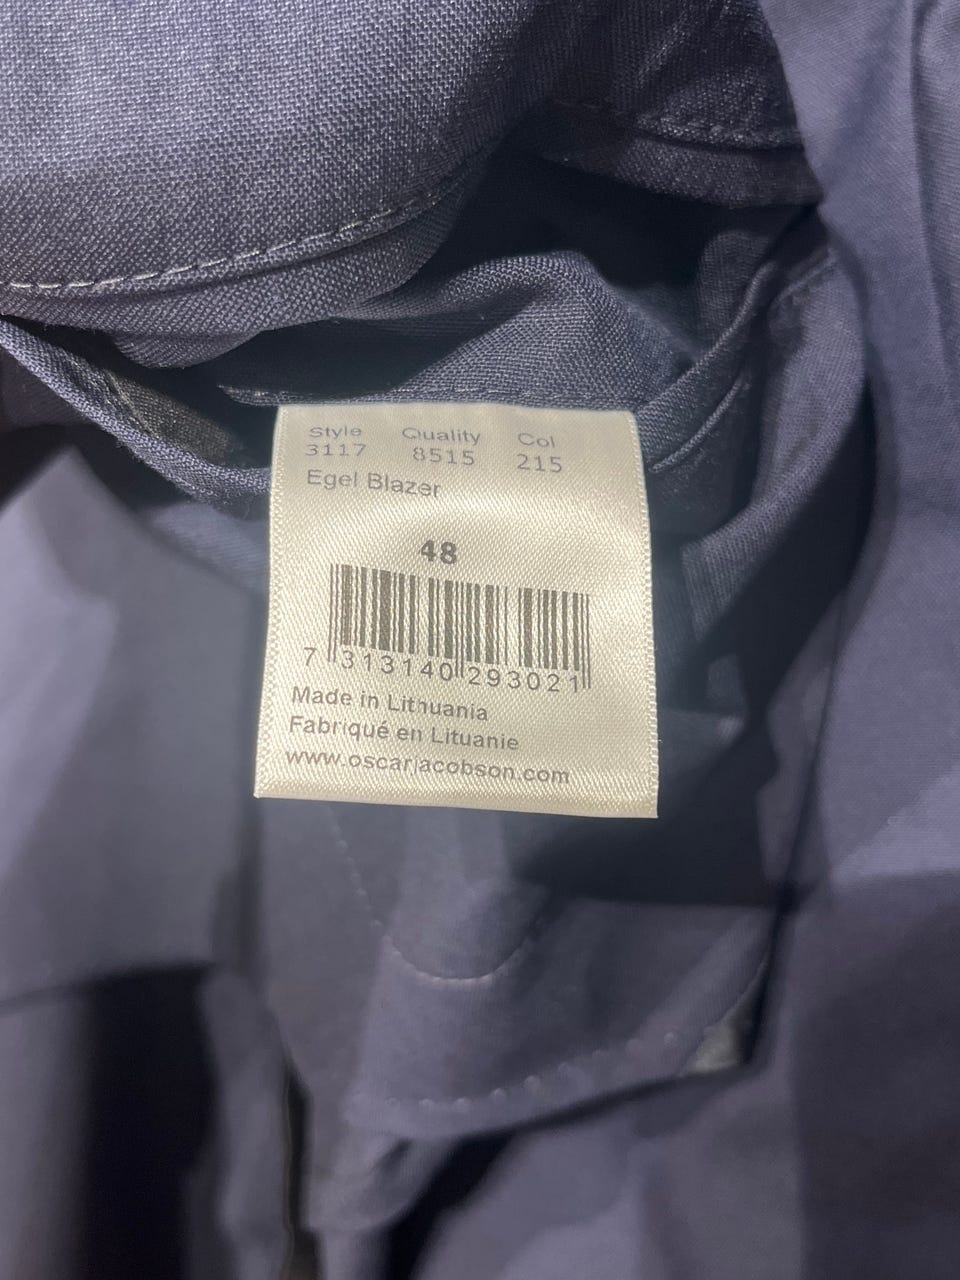 Style Quality Col
3117 8515 215
Egel Blazer
48
7 313140 293021
Made in Lithuania
Fabriqué en Lituanie
www.oscarjacobson.com